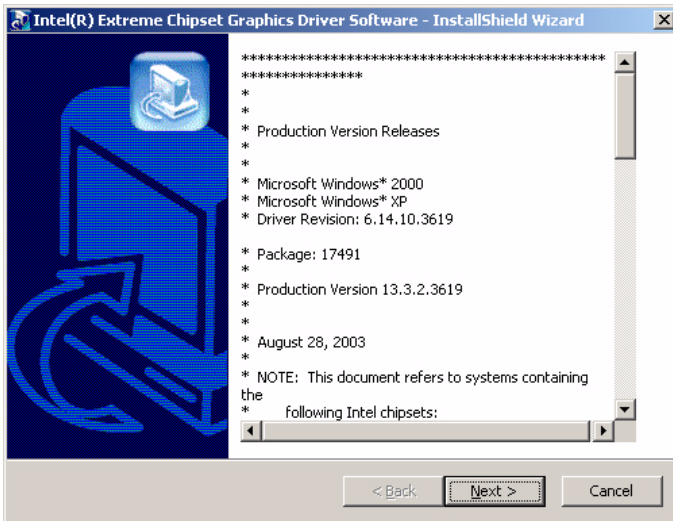 Intel(R) Extreme Chipset Graphics Driver Software - InstallShield Wizard
********************************************
***************
*
*
* Production Version Releases
*
*
* Microsoft Windows* 2000
* Microsoft Windows* XP
* Driver Revision: 6.14.10.3619
* Package: 17491
*
* Production Version 13.3.2.3619
*
*
* August 28, 2003
*
* NOTE: This document refers to systems containing
the
* following Intel chipsets:
< Back
Next >
Cancel